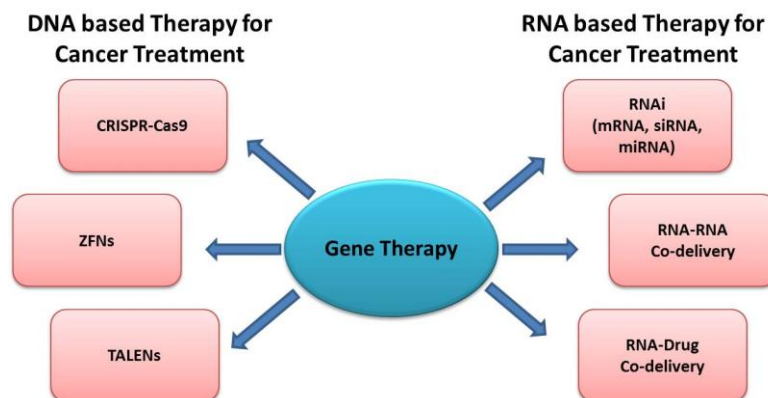 DNA based Therapy for
Cancer Treatment
CRISPR-Cas9
ZFNs
TALENs
Gene Therapy
RNA based Therapy for
Cancer Treatment
RNAi
(mRNA, siRNA,
miRNA)
RNA-RNA
Co-delivery
RNA-Drug
Co-delivery